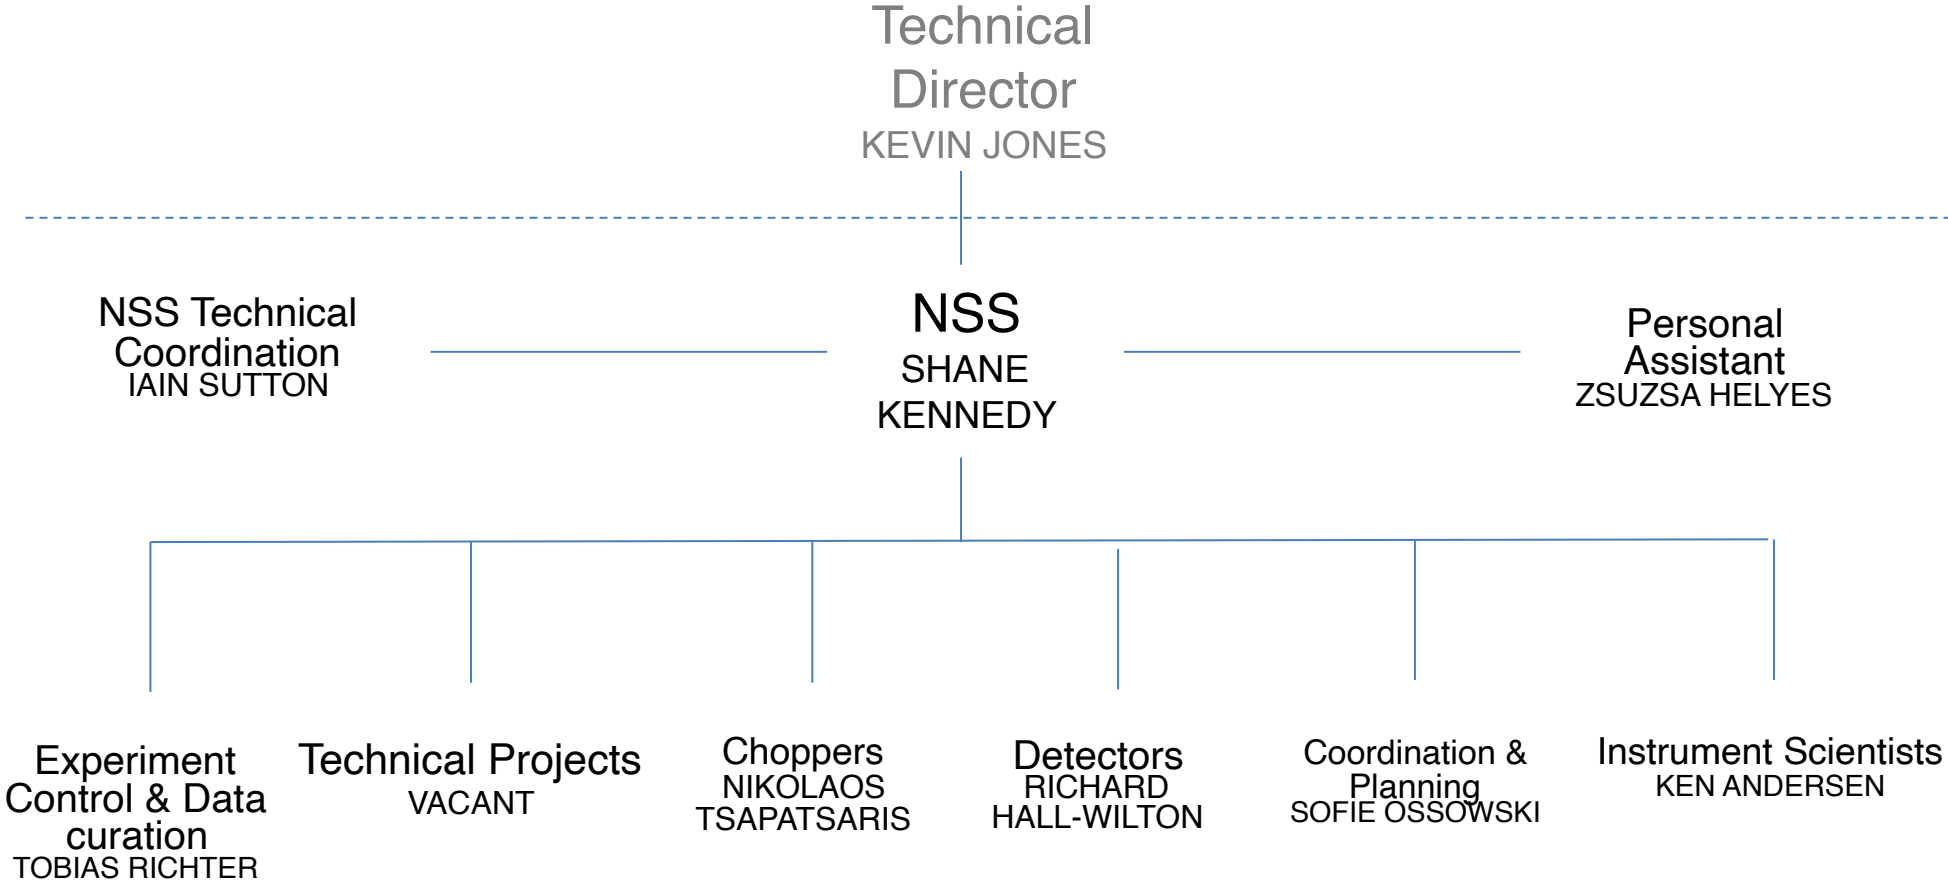 Technical
Director
KEVIN JONES
NSS Technical
Coordination
IAIN SUTTON
NSS
SHANE
KENNEDY
Personal
Assistant
ZSUZSA HELYES
Experiment
Control & Data
curation
TOBIAS RICHTER
Technical Projects
VACANT
Choppers
NIKOLAOS
TSAPATSARIS
Detectors
RICHARD
HALL-WILTON
Coordination &
Planning
SOFIE OSSOWSKI
Instrument Scientists
KEN ANDERSEN